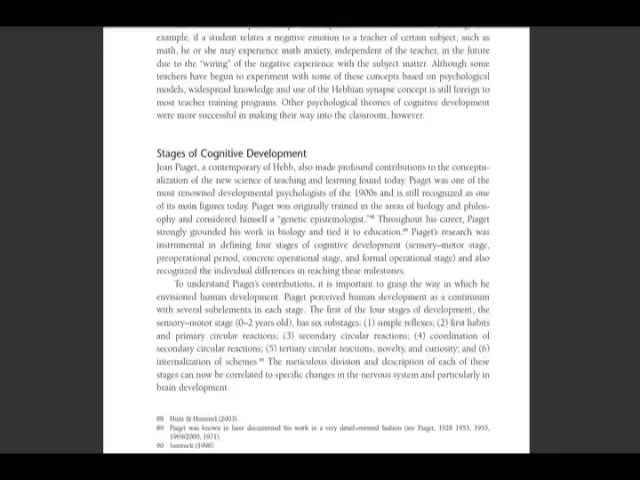 example, if a student relates a negative emotion to a teacher of certain subject, such as
math, he or she may experience math anxiety, independent of the teacher, in the future
due to the "wiring" of the negative experience with the subject matter. Although some
teachers have begun to experiment with some of these concepts based on psychological
models, widespread knowledge and use of the Hebbian synapse concept is still foreign to
most teacher training programs. Other psychological theories of cognitive development
were more successful in making their way into the classroom, however.
Stages of Cognitive Development
Jean Piaget, a contemporary of Hebb, also made profound contributions to the conceptu-
alization of the new science of teaching and learning found today. Piaget was one of the
most renowned developmental psychologists of the 1900s and is still recognized as one
of its main figures today. Piaget was originally trained in the areas of biology and philos-
ophy and considered himself a "genetic epistemologist."88 Throughout his career, Piaget
strongly grounded his work in biology and tied it to education.89 Piaget's research was
instrumental in defining four stages of cognitive development (sensory–motor stage,
preoperational period, concrete operational stage, and formal operational stage) and also
recognized the individual differences in reaching these milestones.
To understand Piaget's contributions, it is important to grasp the way in which he
envisioned human development. Piaget perceived human development as a continuum
with several subelements in each stage. The first of the four stages of development, the
sensory–motor stage (0–2 years old), has six substages: (1) simple reflexes; (2) first habits
and primary circular reactions; (3) secondary circular reactions; (4) coordination of
secondary circular reactions; (5) tertiary circular reactions, novelty, and curiosity; and (6)
internalization of schemes.90 The meticulous division and description of each of these
stages can now be correlated to specific changes in the nervous system and particularly in
brain development.
88 Huitt & Hummel (2003).
89 Piaget was known to have documented his work in a very detail-oriented fashion (see Piaget, 1928 1953, 1955,
1969/2000, 1971).
90 Santrock (1998)